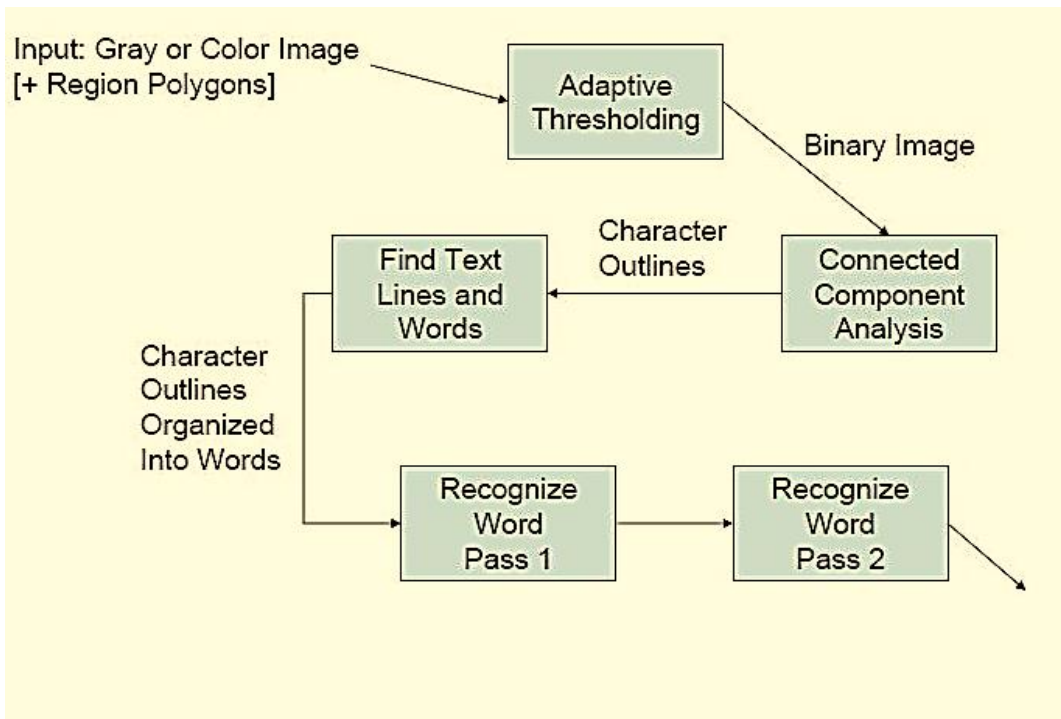 Input: Gray or Color Image
[+ Region Polygons]
Adaptive
Thresholding
Binary Image
Connected
Component
Analysis
Character
Outlines
Find Text
Lines and
Words
Character
Outlines
Organized
Into Words
Recognize
Word
Pass 1
Recognize
Word
Pass 2